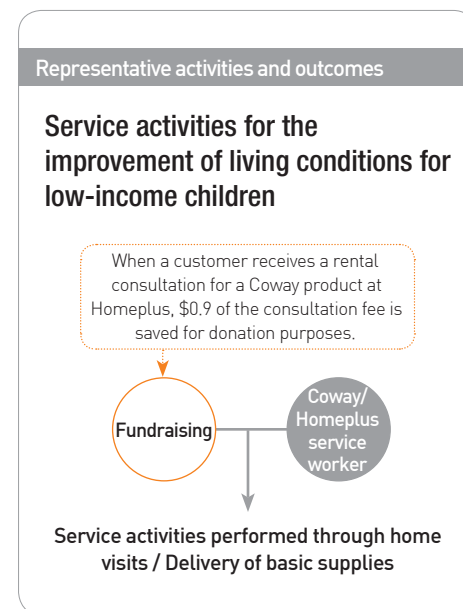 Representative activities and outcomes
Service activities for the
improvement of living conditions for
low-income children
When a customer receives a rental
consultation for a Coway product at
Homeplus, $0.9 of the consultation fee is
saved for donation purposes.
Fundraising
Coway/
Homeplus
service
worker
Service activities performed through home
visits / Delivery of basic supplies